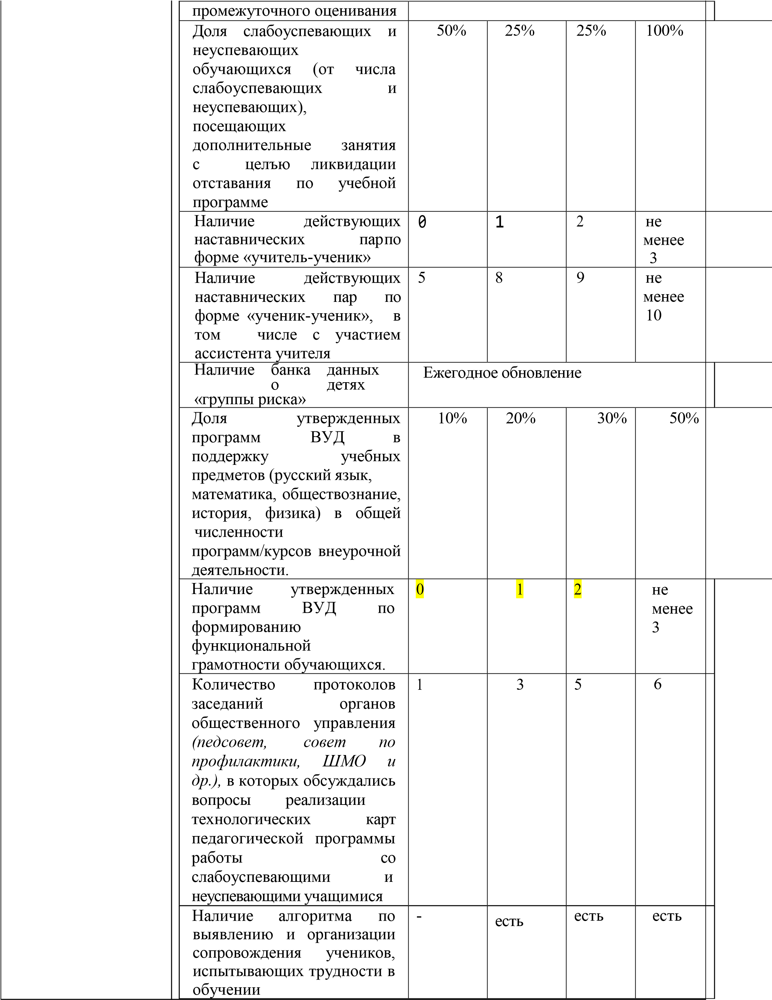 промежуточного оценивания
Доля слабоуспевающих и 50% 25% 25% 100%
неуспевающих
обучающихся (от числа
слабоуспевающих и
неуспевающих),
посещающих
дополнительные занятия
с целъю ликвидации
отставания по учебной
программе
Наличие действующих 0 1 2 не
наставнических парпо менее
форме «учитель-ученик» 3
Наличие действующих 5 8 9 не
наставнических пар по менее
форме «ученик-ученик», в 10
том числе с участием
ассистента учителя
Наличие банка данных Ежегодное обновление
о детях
«группы риска»
Доля утвержденных 10% 20% 30% 50%
программ ВУД в
поддержку учебных
предметов (русский язык,
математика, обществознание,
история, физика) в общей
численности
программ/курсов внеурочной
деятельности.
Наличие утвержденных 0 1 2 не
программ ВУД по менее
формированию 3
функциональной
грамотности обучающихся.
Количество протоколов 1 3 5 6
заседаний органов
общественного управления
(педсовет, совет по
профилактики, ШМО и
др.), в которых обсуждались
вопросы реализации
технологических карт
педагогической программы
работы со
слабоуспевающими и
неуспевающими учащимися
Наличие алгоритма по - есть есть есть
выявлению и организации
сопровождения учеников,
испытывающих трудности в
обучении